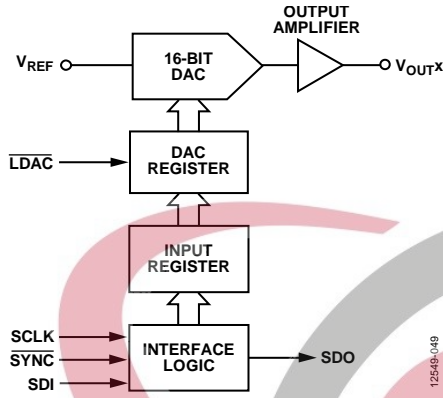 OUTPUT
AMPLIFIER
VREF
16-BIT
DAC
VOUTx
LDAC
DAC
REGISTER
INPUT
REGISTER
SCLK
SYNC
SDI
INTERFACE
LOGIC
SDO
12549-049